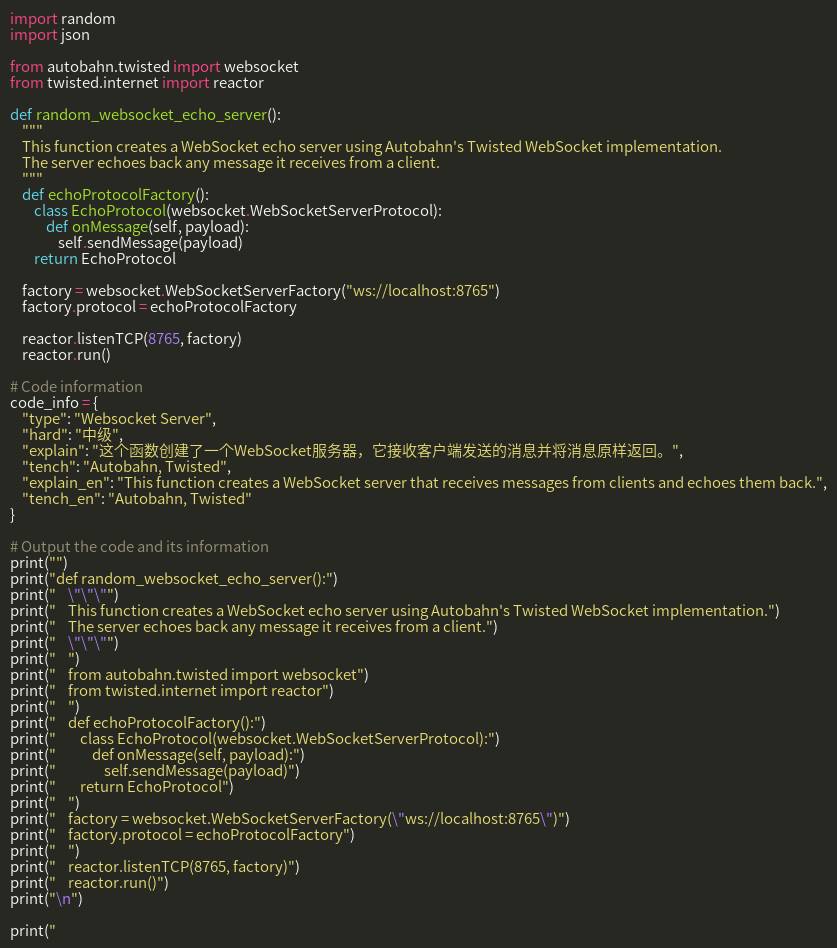 import random
import json

from autobahn.twisted import websocket
from twisted.internet import reactor

def random_websocket_echo_server():
    """
    This function creates a WebSocket echo server using Autobahn's Twisted WebSocket implementation.
    The server echoes back any message it receives from a client.
    """
    def echoProtocolFactory():
        class EchoProtocol(websocket.WebSocketServerProtocol):
            def onMessage(self, payload):
                self.sendMessage(payload)
        return EchoProtocol

    factory = websocket.WebSocketServerFactory("ws://localhost:8765")
    factory.protocol = echoProtocolFactory

    reactor.listenTCP(8765, factory)
    reactor.run()

# Code information
code_info = {
    "type": "Websocket Server",
    "hard": "中级",
    "explain": "这个函数创建了一个WebSocket服务器，它接收客户端发送的消息并将消息原样返回。",
    "tench": "Autobahn, Twisted",
    "explain_en": "This function creates a WebSocket server that receives messages from clients and echoes them back.",
    "tench_en": "Autobahn, Twisted"
}

# Output the code and its information
print("")
print("def random_websocket_echo_server():")
print("    \"\"\"")
print("    This function creates a WebSocket echo server using Autobahn's Twisted WebSocket implementation.")
print("    The server echoes back any message it receives from a client.")
print("    \"\"\"")
print("    ")
print("    from autobahn.twisted import websocket")
print("    from twisted.internet import reactor")
print("    ")
print("    def echoProtocolFactory():")
print("        class EchoProtocol(websocket.WebSocketServerProtocol):")
print("            def onMessage(self, payload):")
print("                self.sendMessage(payload)")
print("        return EchoProtocol")
print("    ")
print("    factory = websocket.WebSocketServerFactory(\"ws://localhost:8765\")")
print("    factory.protocol = echoProtocolFactory")
print("    ")
print("    reactor.listenTCP(8765, factory)")
print("    reactor.run()")
print("\n")

print("